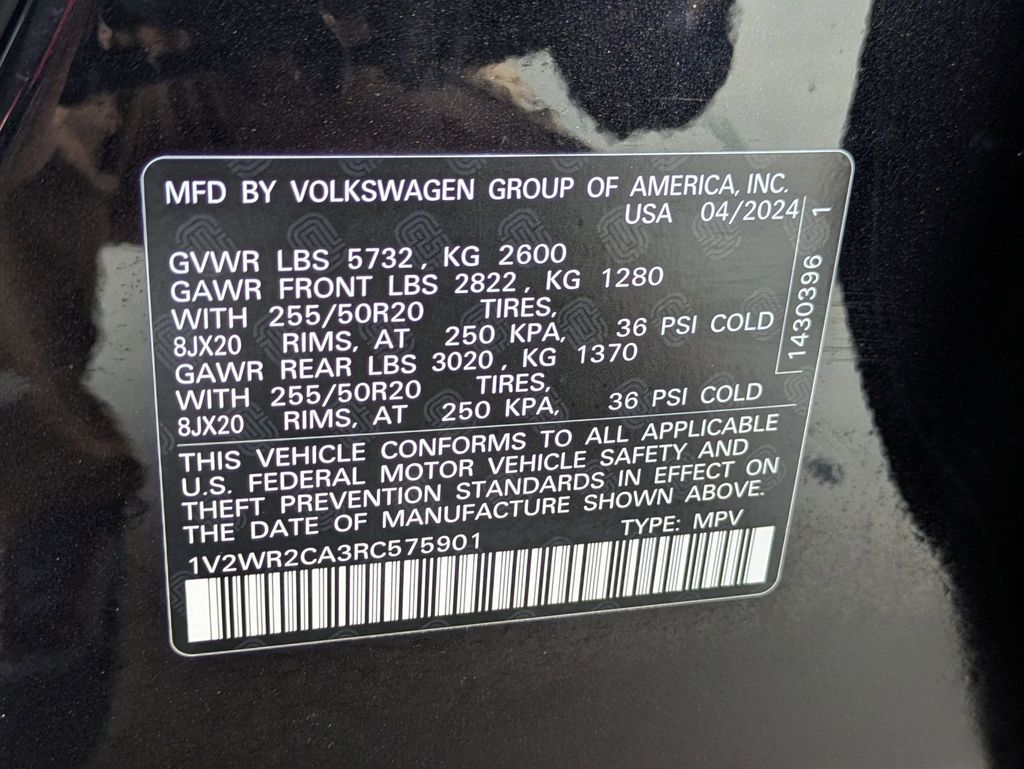 MFD BY VOLKSWAGEN GROUP OF AMERICA, INC.
USA 04/2024
GVWR LBS 5732, KG 2600
GAWR FRONT LBS 2822, KG 1280
WITH 255/50R20 TIRES,
8JX20 RIMS, AT 250 KPA, 36 PSI COLD
GAWR REAR LBS 3020, KG 1370
WITH 255/50R20 TIRES,
8JX20 RIMS, AT 250 KPA, 36 PSI COLD
1430396 1
THIS VEHICLE CONFORMS TO ALL APPLICABLE
U.S. FEDERAL MOTOR VEHICLE SAFETY AND
THEFT PREVENTION STANDARDS IN EFFECT ON
THE DATE OF MANUFACTURE SHOWN ABOVE.
1V2WR2CA3RC575901 TYPE: MPV